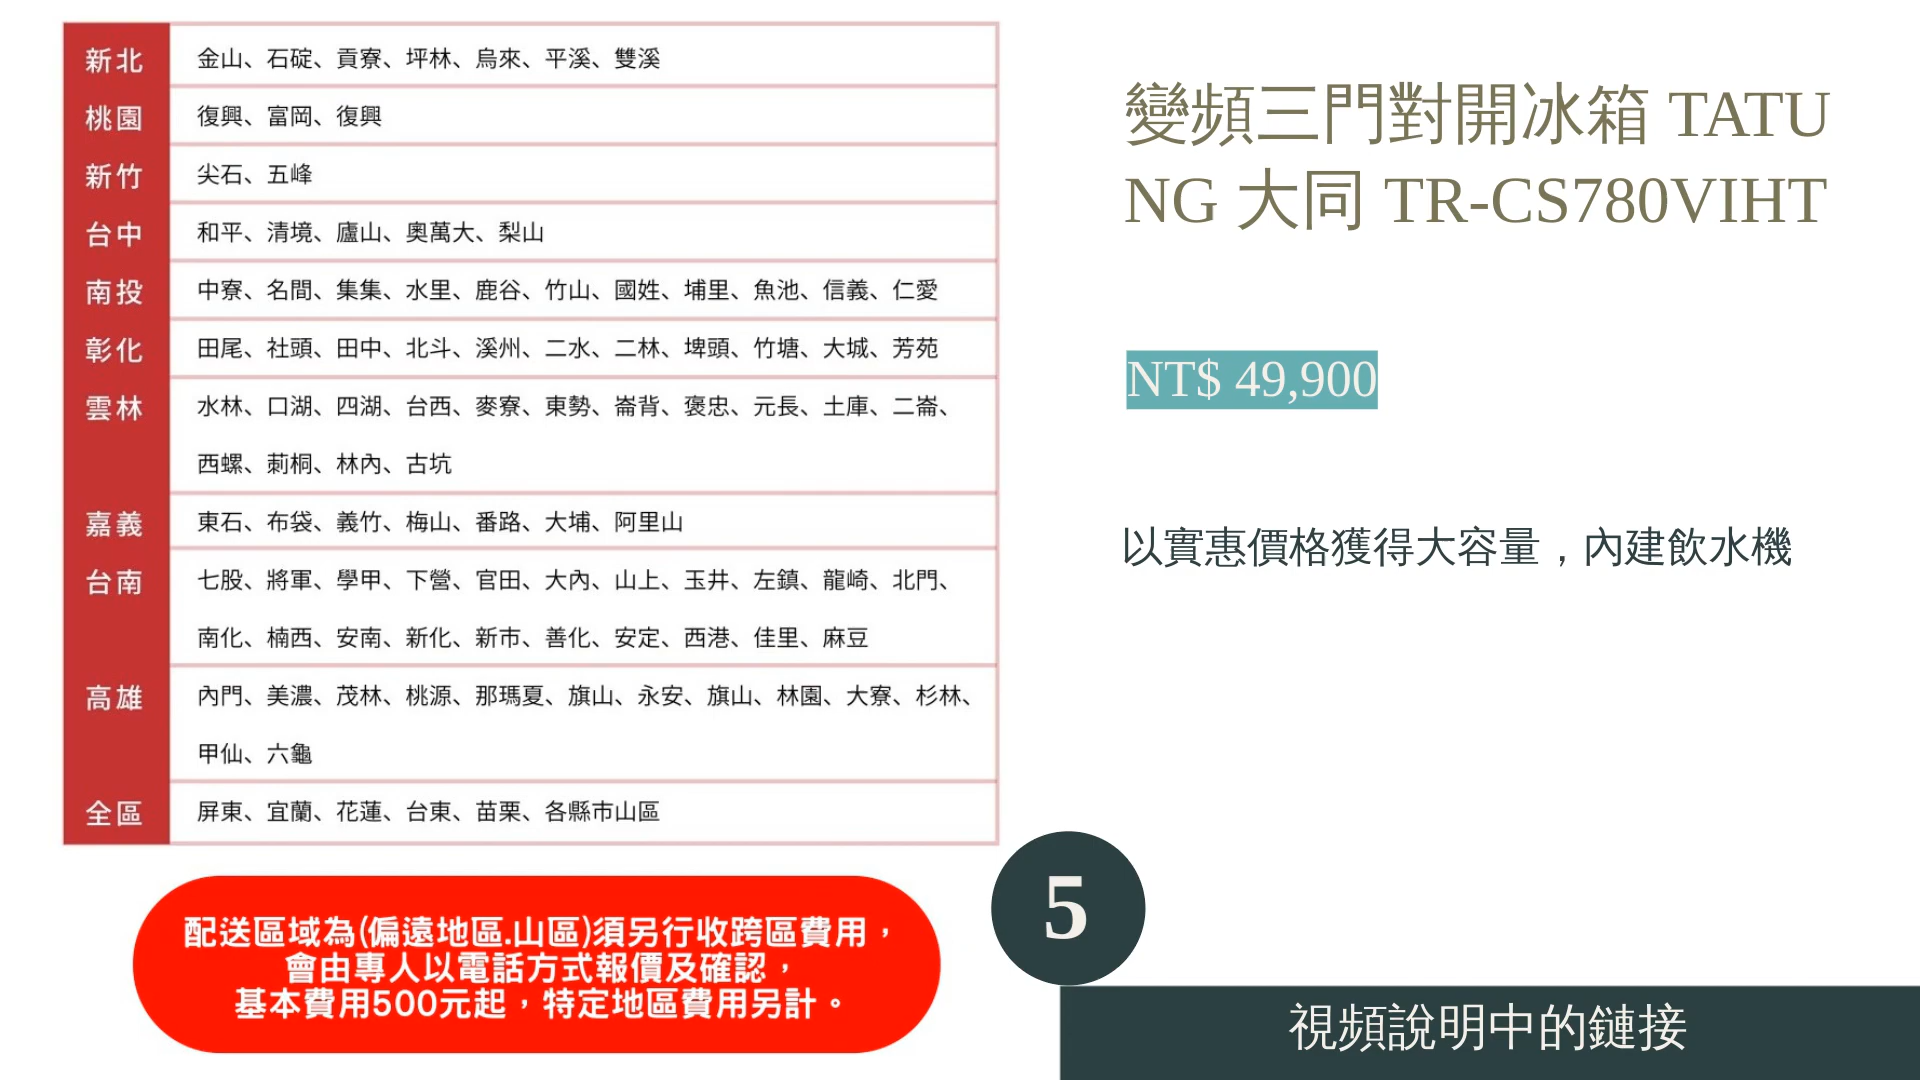 新北 金山、石碇、貢寮、坪林、烏來、平溪、雙溪
桃園 復興、富岡、復興
新竹 尖石、五峰
台中 和平、清境、廬山、奧萬大、梨山
南投 中寮、名間、集集、水里、鹿谷、竹山、國姓、埔里、魚池、信義、仁愛
彰化 田尾、社頭、田中、北斗、溪州、二水、二林、埤頭、竹塘、大城、芳苑
雲林 水林、口湖、四湖、台西、麥寮、東勢、崙背、褒忠、元長、土庫、二崙、
西螺、莿桐、林內、古坑
嘉義 東石、布袋、義竹、梅山、番路、大埔、阿里山
台南 七股、將軍、學甲、下營、官田、大內、山上、玉井、左鎮、龍崎、北門、
南化、楠西、安南、新化、新市、善化、安定、西港、佳里、麻豆
高雄 內門、美濃、茂林、桃源、那瑪夏、旗山、永安、旗山、林園、大寮、杉林、
甲仙、六龜
全區 屏東、宜蘭、花蓮、台東、苗栗、各縣市山區
配送區域為(偏遠地區.山區)須另行收跨區費用，
會由專人以電話方式報價及確認，
基本費用500元起，特定地區費用另計。
變頻三門對開冰箱 TATU
NG 大同 TR-CS780VIHT
NT$ 49,900
以實惠價格獲得大容量，內建飲水機
5
視頻說明中的鏈接